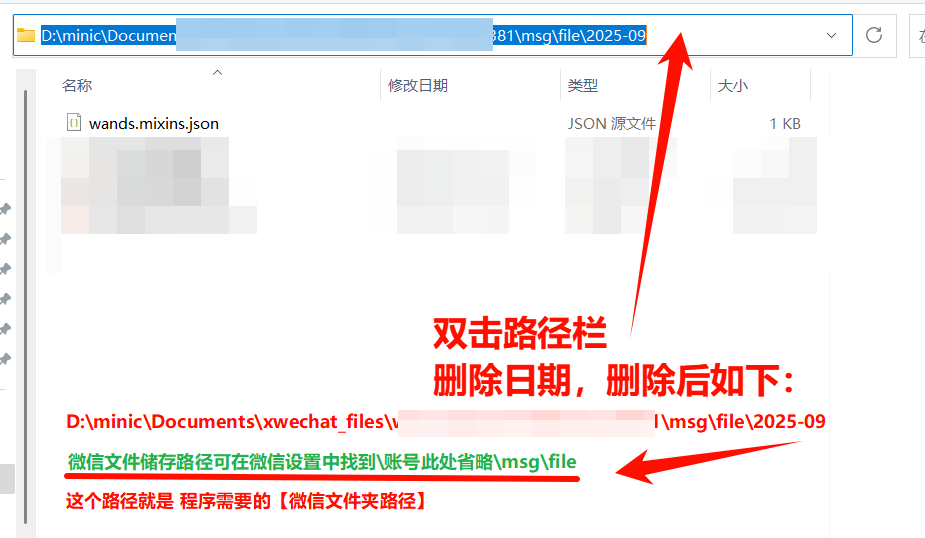 D:\minic\Documen
381\msg\file\2025-09
名称 修改日期 类型 大小
wands.mixins.json JSON 源文件 1 KB
双击路径栏
删除日期，删除后如下：
D:\minic\Documents\xwechat_files\ 1\msg\file\2025-09
微信文件储存路径可在微信设置中找到\账号此处省略\msg\file
这个路径就是 程序需要的【微信文件夹路径】